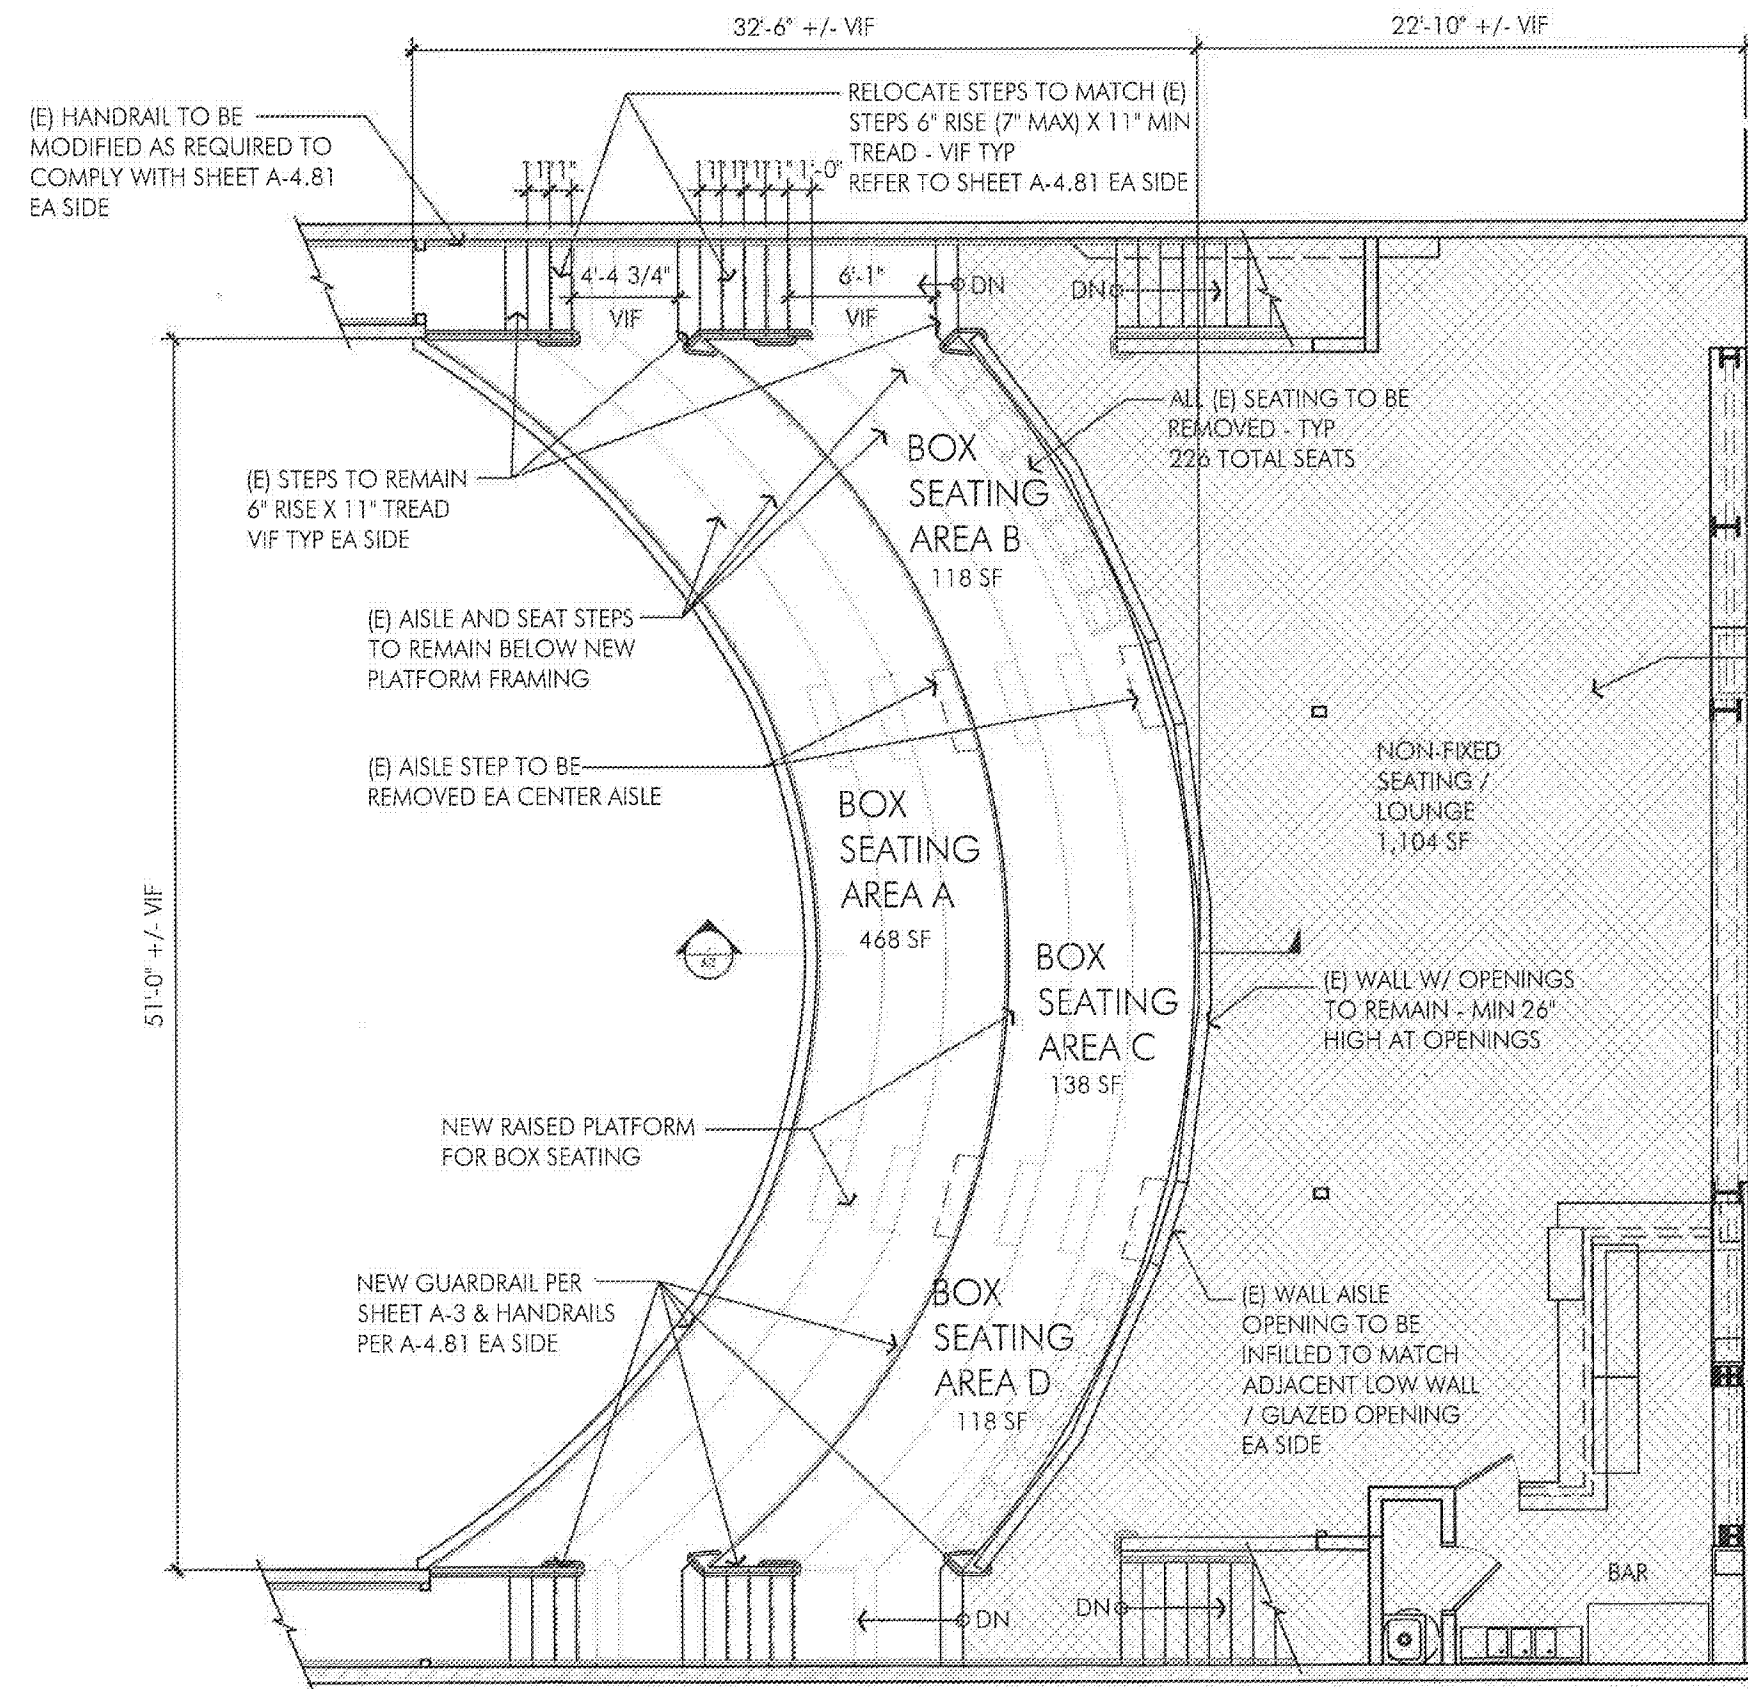 32'-6" +/- VIF
22'-10" +/- VIF
(E) HANDRAIL TO BE
MODIFIED AS REQUIRED TO
COMPLY WITH SHEET A-4.81
EA SIDE
RELOCATE STEPS TO MATCH (E)
STEPS 6" RISE (7" MAX) X 11" MIN
TREAD - VIF TYP
REFER TO SHEET A-4.81 EA SIDE
1'-0"
4'-4 3/4"
VIF
6'-1"
VIF
DN
DN
ALL (E) SEATING TO BE
REMOVED - TYP
226 TOTAL SEATS
BOX
SEATING
AREA B
118 SF
(E) STEPS TO REMAIN
6" RISE X 11" TREAD
VIF TYP EA SIDE
(E) AISLE AND SEAT STEPS
TO REMAIN BELOW NEW
PLATFORM FRAMING
(E) AISLE STEP TO BE
REMOVED EA CENTER AISLE
NON-FIXED
SEATING /
LOUNGE
1,104 SF
BOX
SEATING
AREA A
468 SF
51'-0" +/- VIF
BOX
SEATING
AREA C
138 SF
(E) WALL W/ OPENINGS
TO REMAIN - MIN 26"
HIGH AT OPENINGS
NEW RAISED PLATFORM
FOR BOX SEATING
NEW GUARDRAIL PER
SHEET A-3 & HANDRAILS
PER A-4.81 EA SIDE
BOX
SEATING
AREA D
118 SF
(E) WALL AISLE
OPENING TO BE
INFILLED TO MATCH
ADJACENT LOW WALL
/ GLAZED OPENING
EA SIDE
BAR
DN
DN